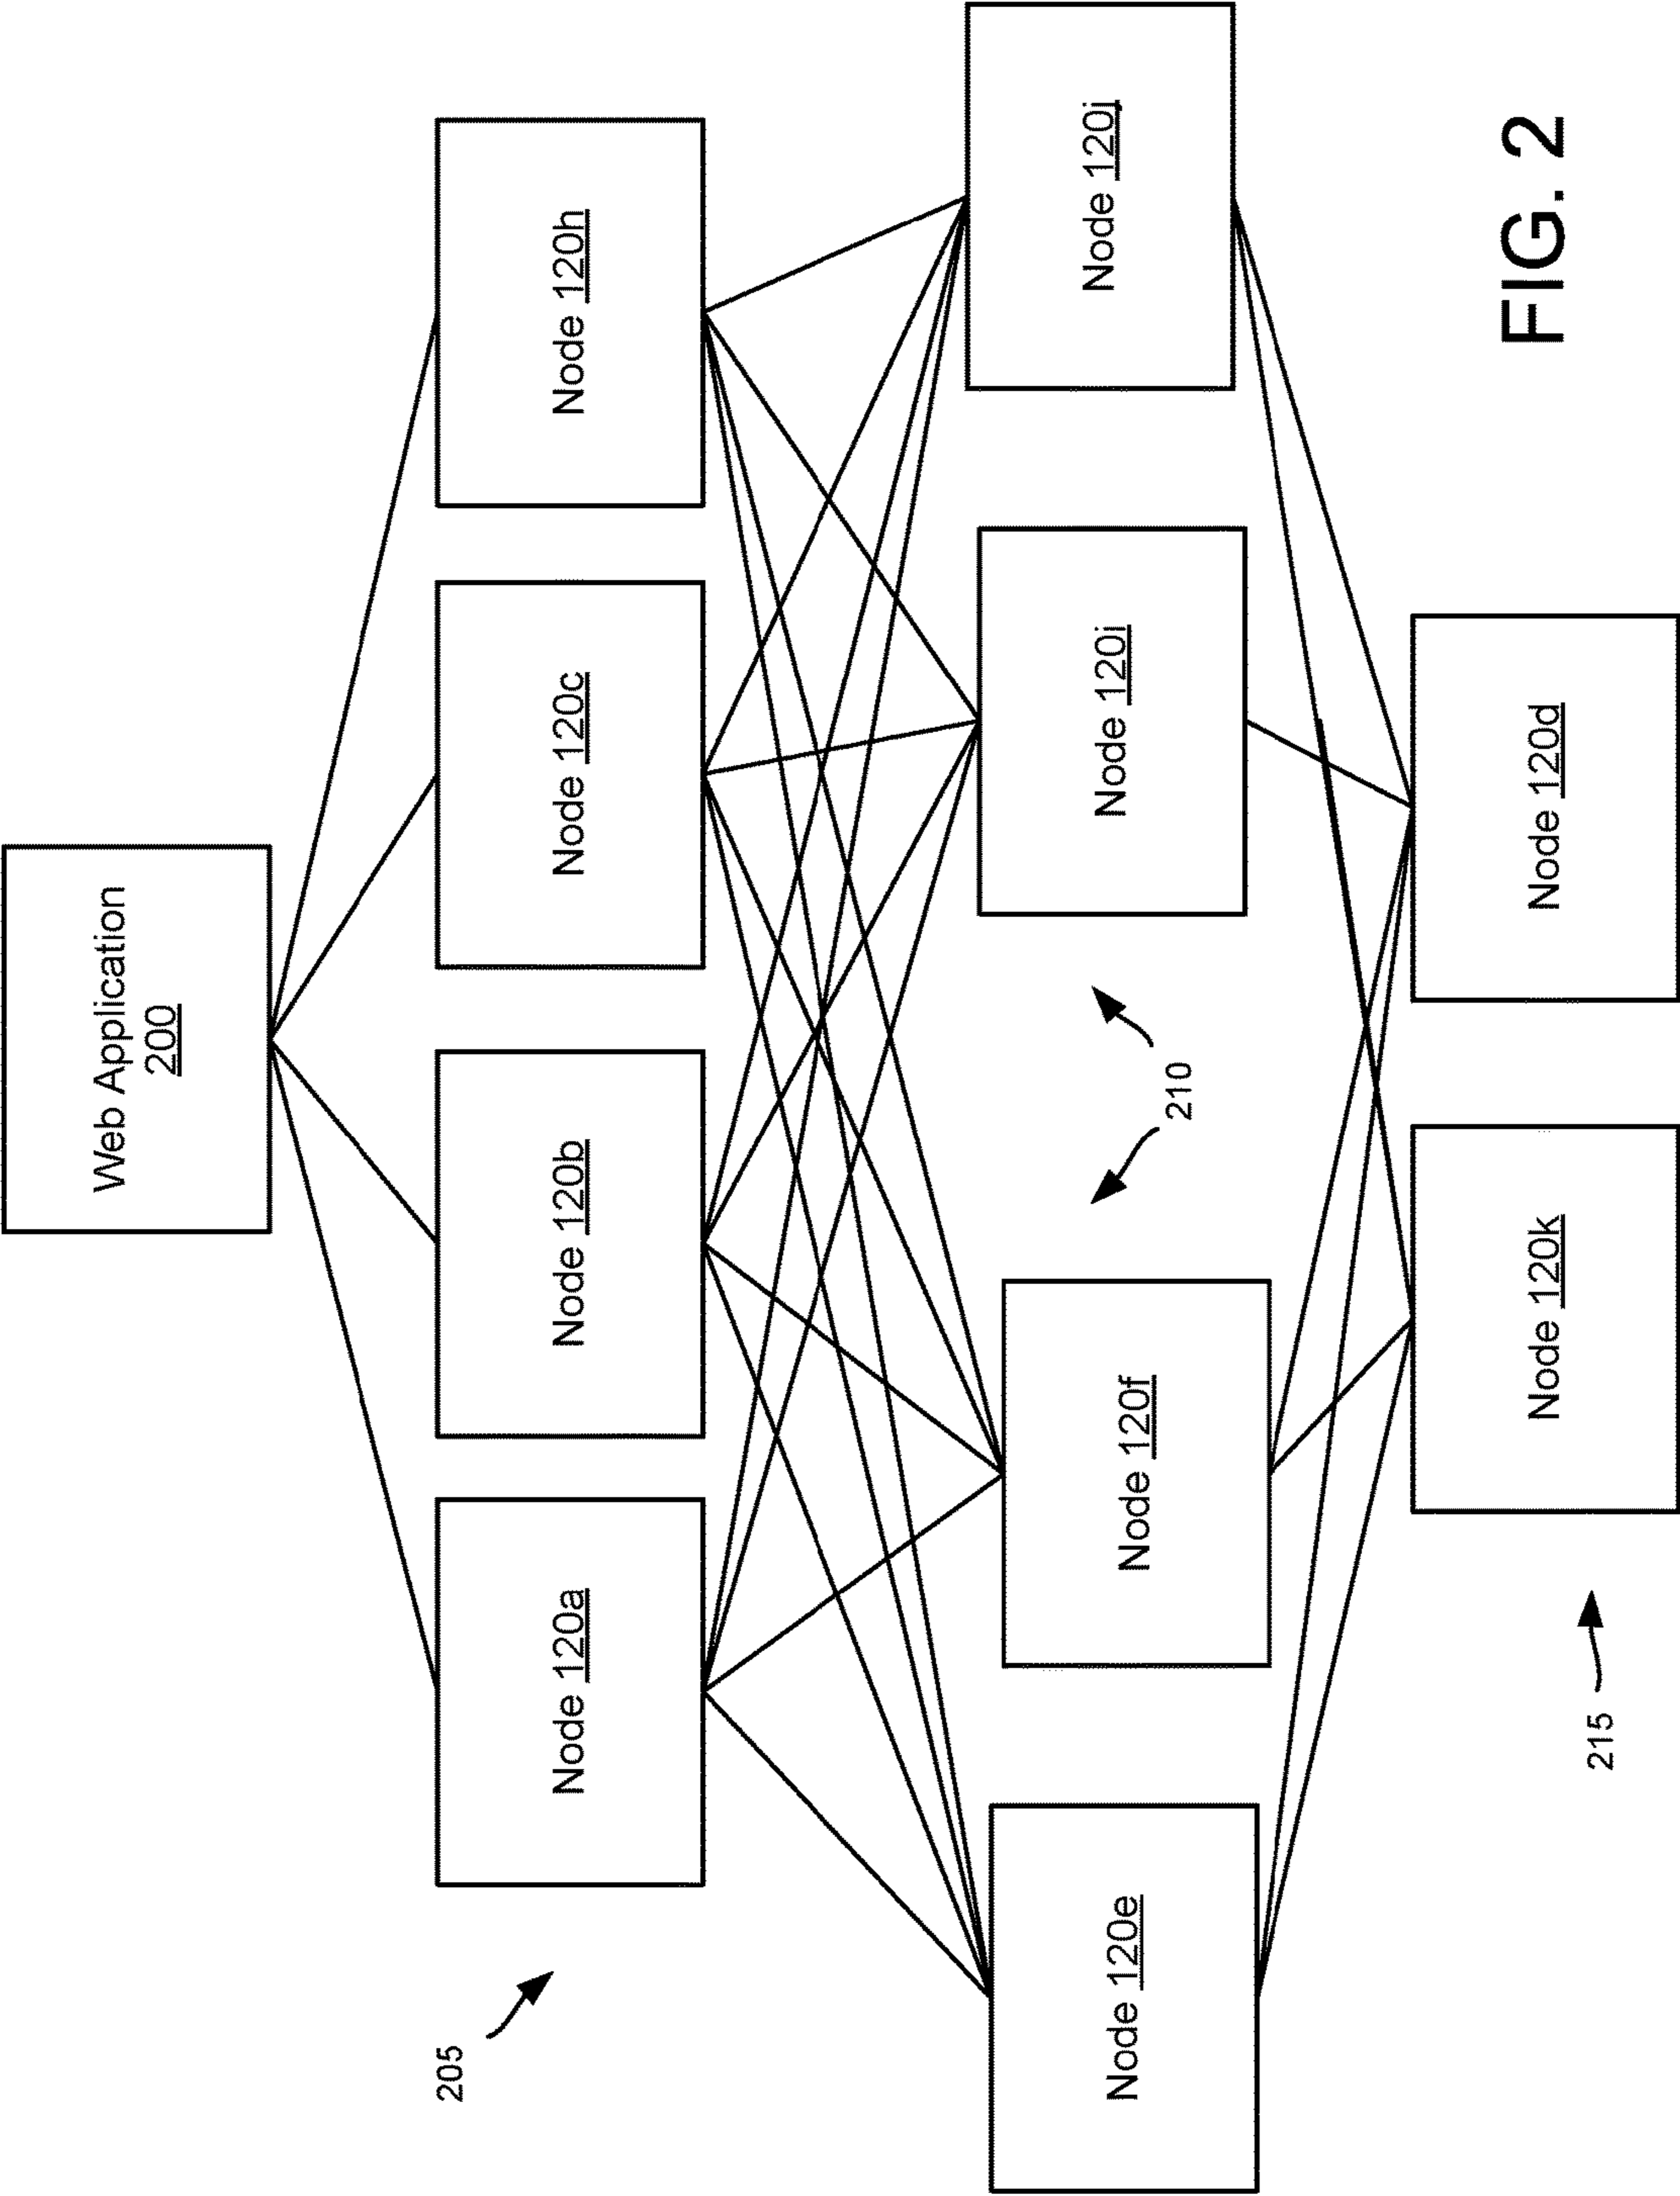 Web Application
200
Node 120a
Node 120b
Node 120c
Node 120h
205
Node 120e
Node 120f
Node 120i
Node 120j
210
Node 120k
Node 120d
215
FIG. 2